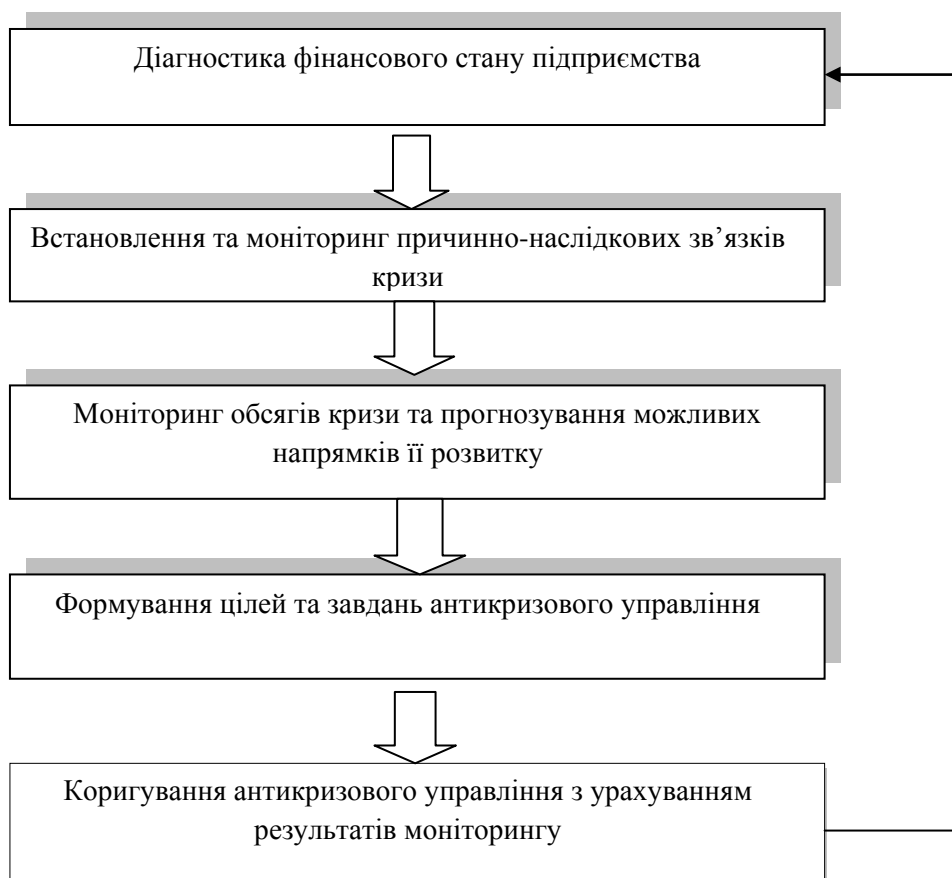 Діагностика фінансового стану підприємства
Встановлення та моніторинг причинно-наслідкових зв’язків
кризи
Моніторинг обсягів кризи та прогнозування можливих
напрямків її розвитку
Формування цілей та завдань антикризового управління
Коригування антикризового управління з урахуванням
результатів моніторингу